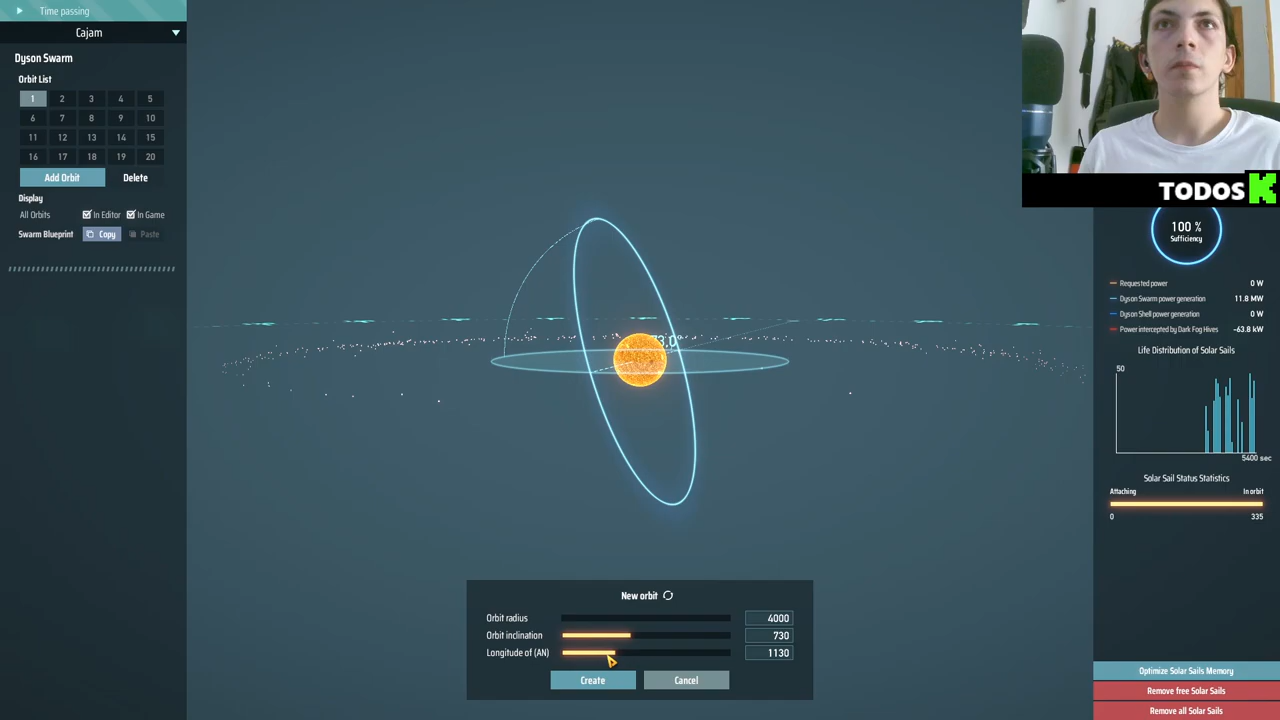 Time passing
Cajam
Dyson Swarm
Orbit List
1 2 3 4 5
6 7 8 9 10
11 12 13 14 15
16 17 18 19 20
Add Orbit Delete
Display
All Orbits In Editor In Game
Swarm Blueprint Copy Paste
TODOS K
100 %
Sufficiency
Requested power 0 W
Dyson Swarm power generation 11.8 MW
Dyson Shell power generation 0 W
Power intercepted by Dark Fog Hives -63.8 kW
Life Distribution of Solar Sails
50
5400 sec
Solar Sail Status Statistics
Attaching In orbit
0 335
New orbit
Orbit radius 4000
Orbit inclination 730
Longitude of (AN) 1130
Create Cancel
Optimize Solar Sails Memory
Remove free Solar Sails
Remove all Solar Sails